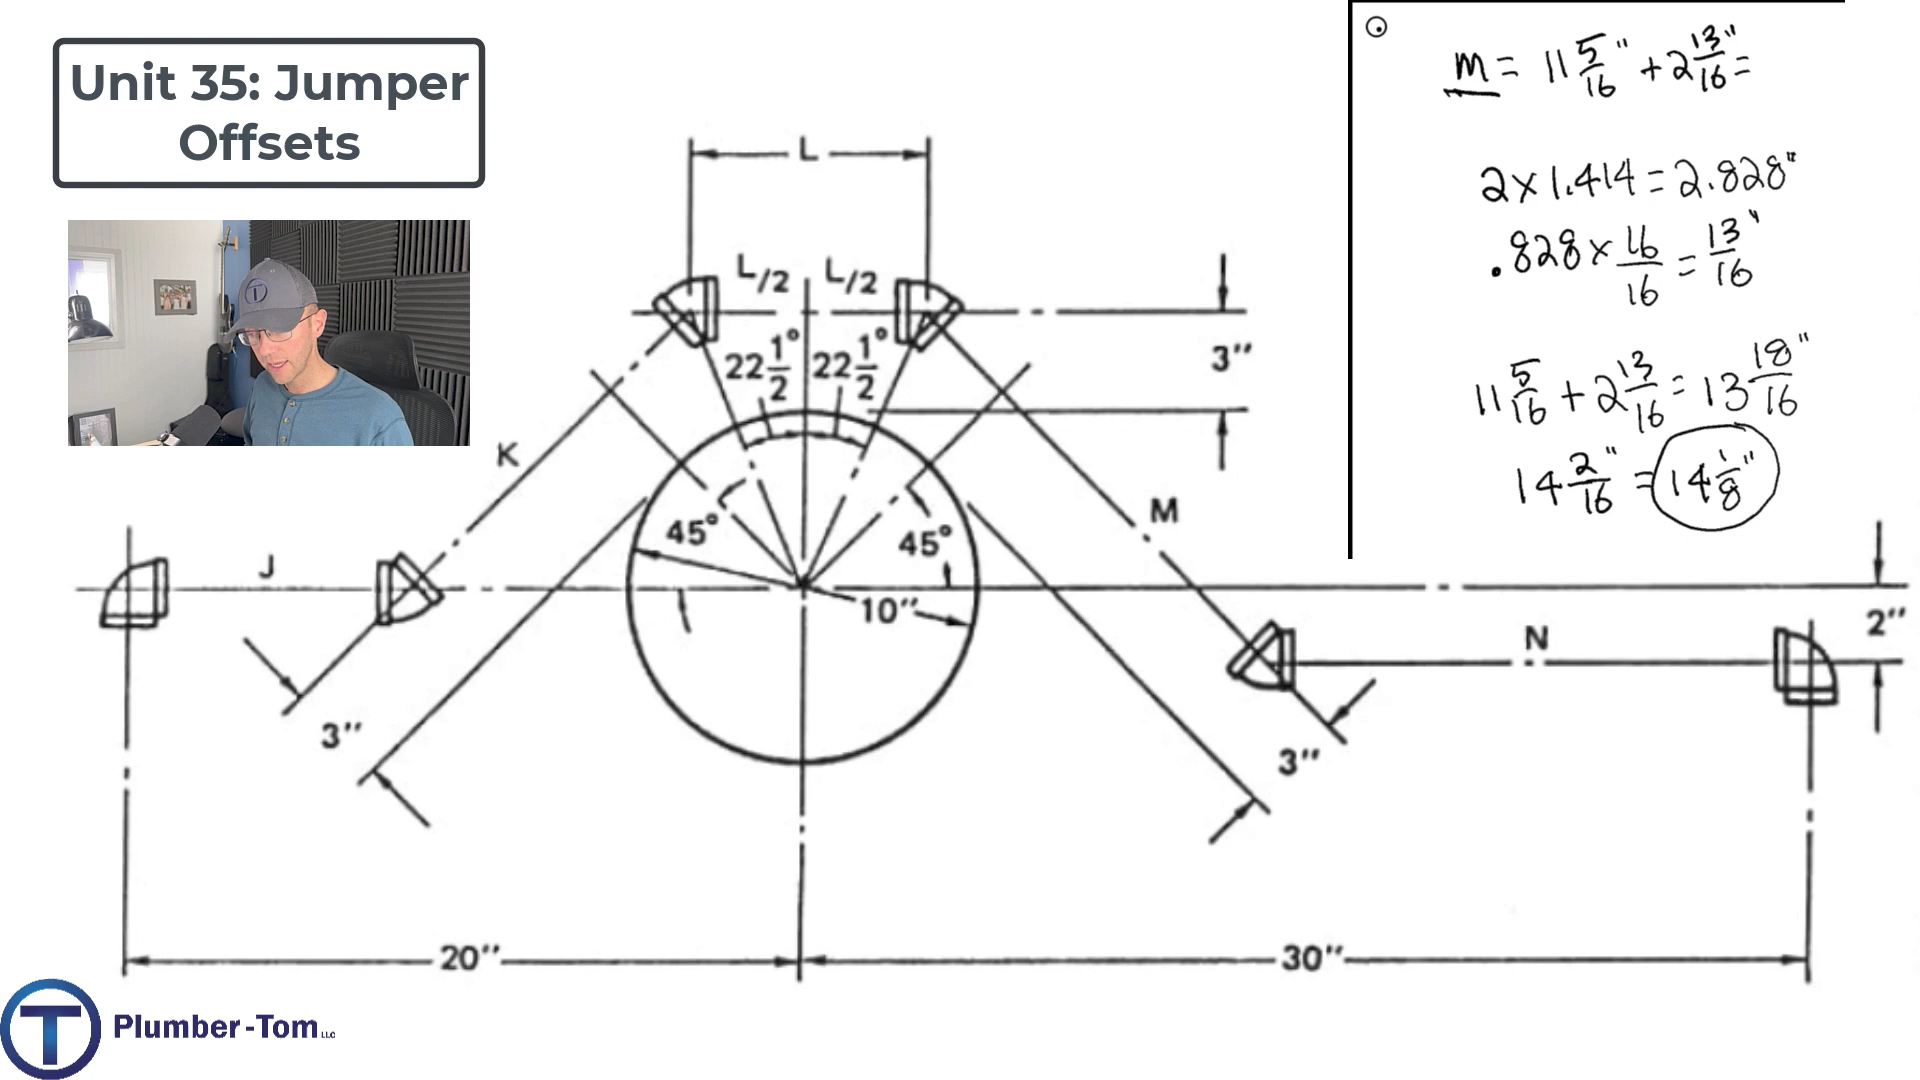 Unit 35: Jumper
Offsets
m = 11 5/16" + 2 13/16" =
2 x 1.414 = 2.828"
.828 x 16/16 = 13/16"
11 5/16 + 2 13/16 = 13 18/16"
14 2/16" = 14 1/8"
L
L/2 L/2
22 1/2° 22 1/2°
3"
K
M
45° 45°
J
10"
2"
N
3"
3"
20"
30"
T
Plumber-Tom LLC